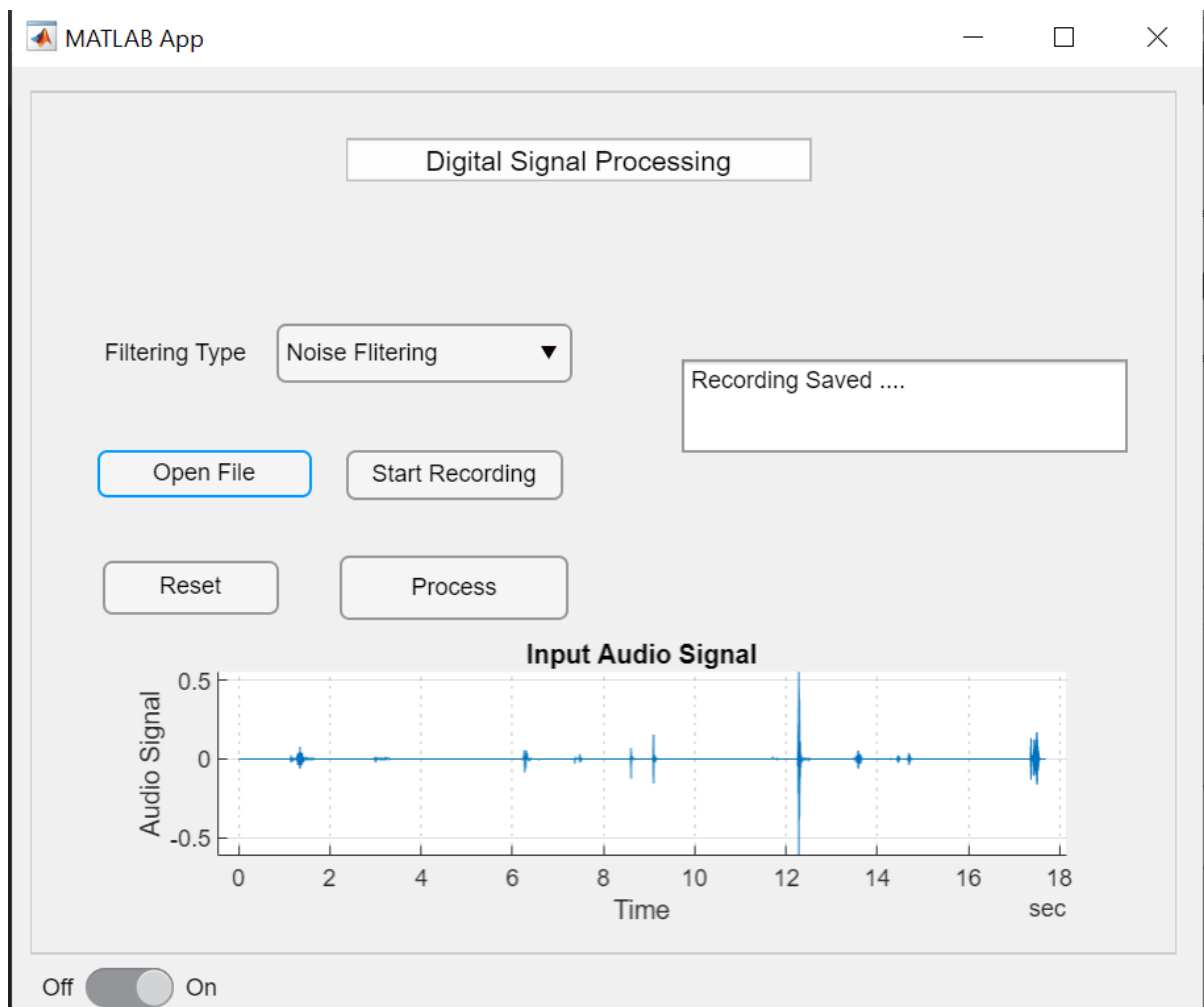 MATLAB App
Digital Signal Processing
Filtering Type
Noise Flitering
Recording Saved ....
Open File
Start Recording
Reset
Process
Input Audio Signal
Audio Signal
0.5
0
-0.5
0 2 4 6 8 10 12 14 16 18
Time
sec
Off
On